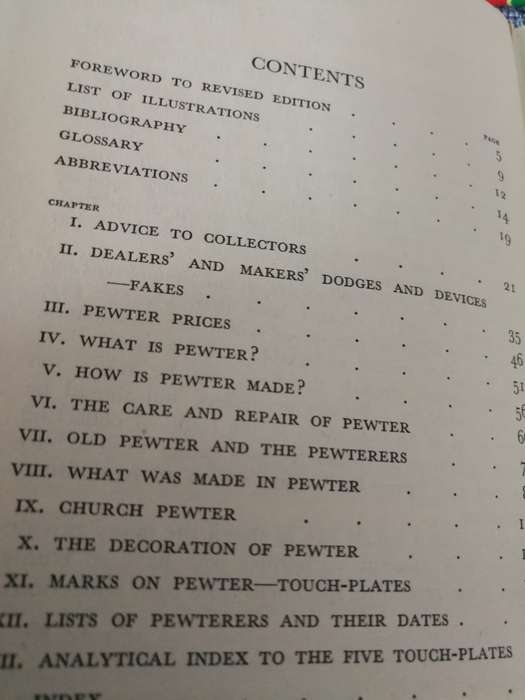 CONTENTS
PAGE
FOREWORD TO REVISED EDITION . . . . 5
LIST OF ILLUSTRATIONS . . . . . 9
BIBLIOGRAPHY . . . . . . 12
GLOSSARY . . . . . . 14
ABBREVIATIONS . . . . . . 19
CHAPTER
I. ADVICE TO COLLECTORS . . . . 21
II. DEALERS' AND MAKERS' DODGES AND DEVICES
—FAKES . . . . . . 35
III. PEWTER PRICES . . . . . 46
IV. WHAT IS PEWTER? . . . . 51
V. HOW IS PEWTER MADE? . . . .
VI. THE CARE AND REPAIR OF PEWTER . .
VII. OLD PEWTER AND THE PEWTERERS . .
VIII. WHAT WAS MADE IN PEWTER . . .
IX. CHURCH PEWTER . . . . .
X. THE DECORATION OF PEWTER . . .
XI. MARKS ON PEWTER—TOUCH-PLATES . .
XII. LISTS OF PEWTERERS AND THEIR DATES . .
II. ANALYTICAL INDEX TO THE FIVE TOUCH-PLATES
INDEX